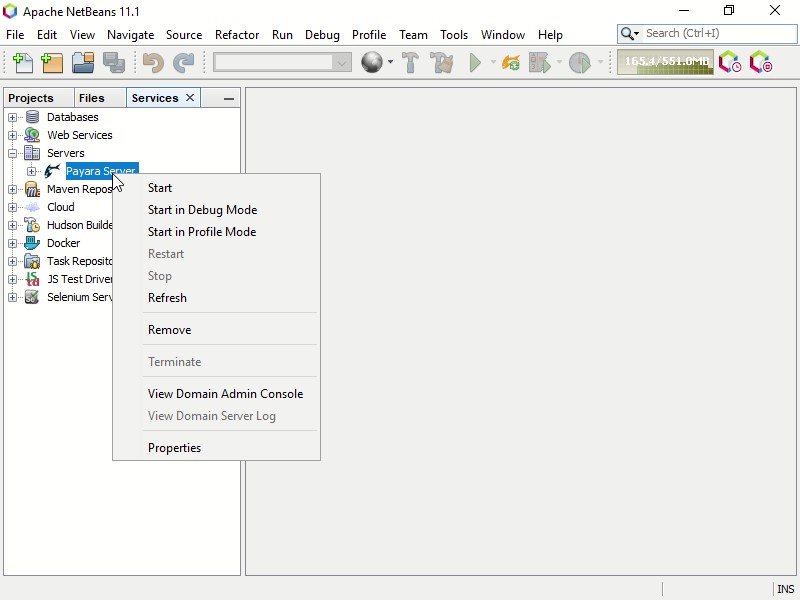 Apache NetBeans 11.1
File Edit View Navigate Source Refactor Run Debug Profile Team Tools Window Help
Search (Ctrl+I)
165.4/551.0MB
Projects Files Services
Databases
Web Services
Servers
Payara Server
Maven Repos
Cloud
Hudson Builde
Docker
Task Reposito
JS Test Driver
Selenium Serv
Start
Start in Debug Mode
Start in Profile Mode
Restart
Stop
Refresh
Remove
Terminate
View Domain Admin Console
View Domain Server Log
Properties
INS